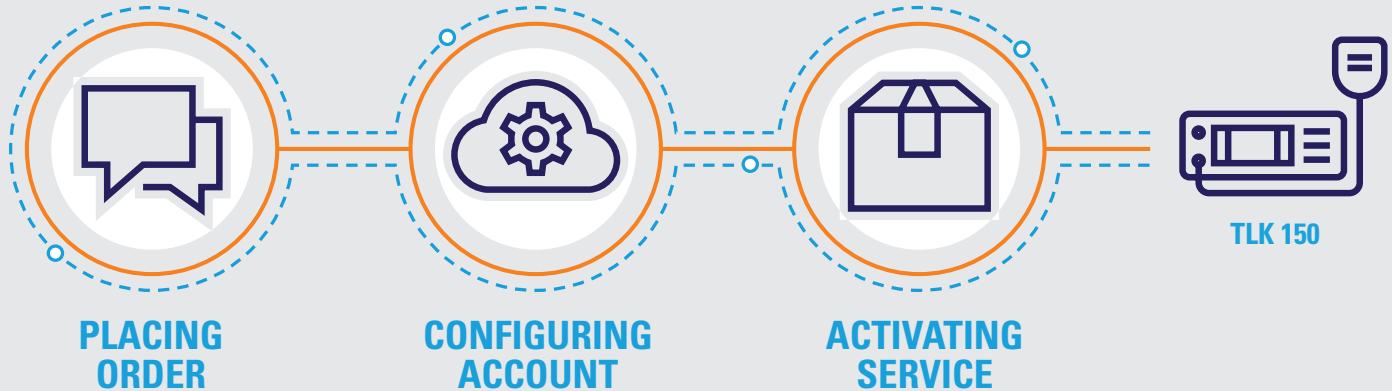 TLK 150
PLACING
ORDER
CONFIGURING
ACCOUNT
ACTIVATING
SERVICE